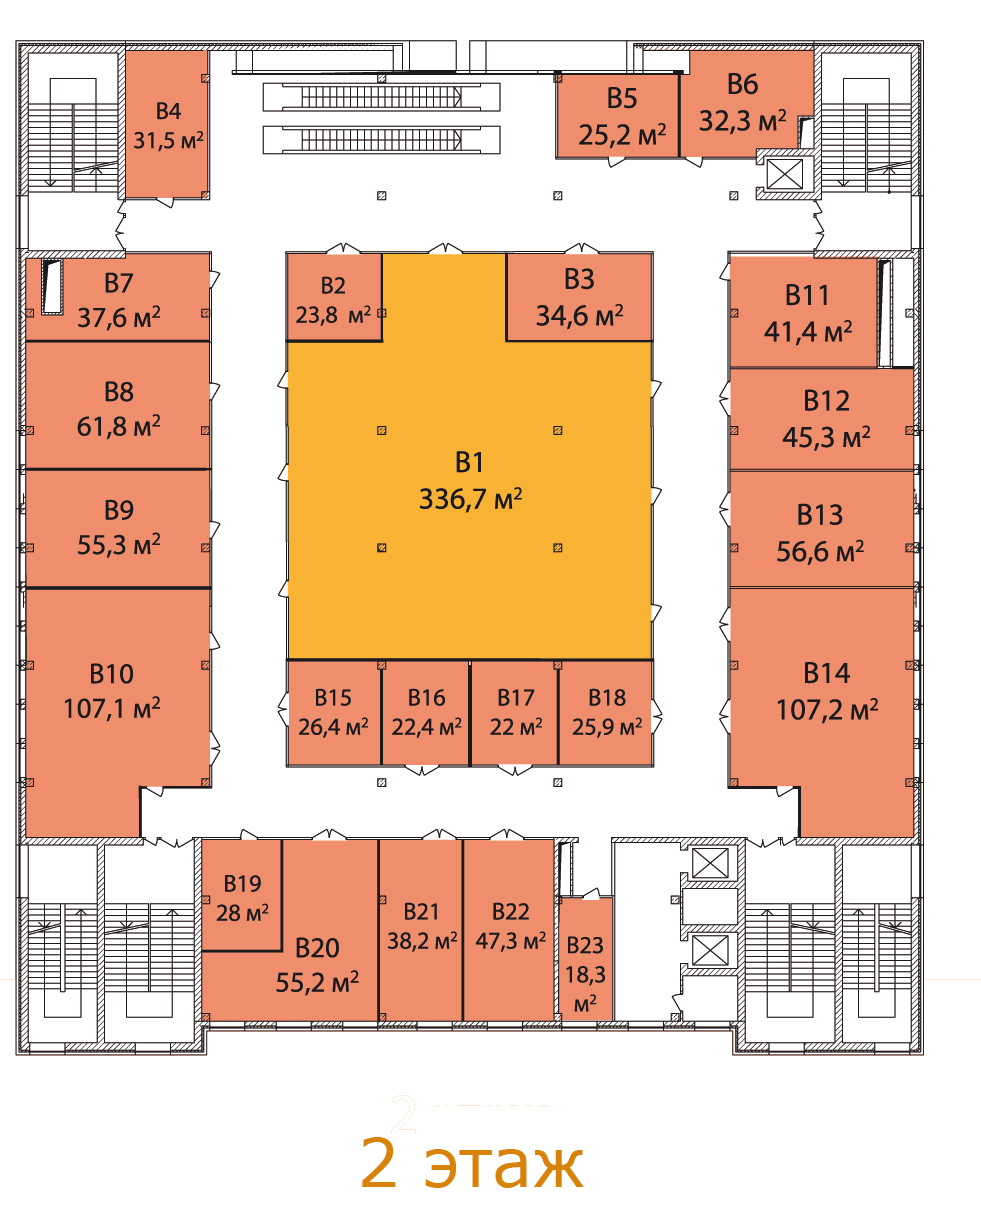 B4
31,5 м²
B5
25,2 м²
B6
32,3 м²
B7
37,6 м²
B2
23,8 м²
B3
34,6 м²
B11
41,4 м²
B8
61,8 м²
B12
45,3 м²
B1
336,7 м²
B9
55,3 м²
B13
56,6 м²
B10
107,1 м²
B14
107,2 м²
B15
26,4 м²
B16
22,4 м²
B17
22 м²
B18
25,9 м²
B19
28 м²
B20
55,2 м²
B21
38,2 м²
B22
47,3 м²
B23
18,3
м²
2
2 этаж